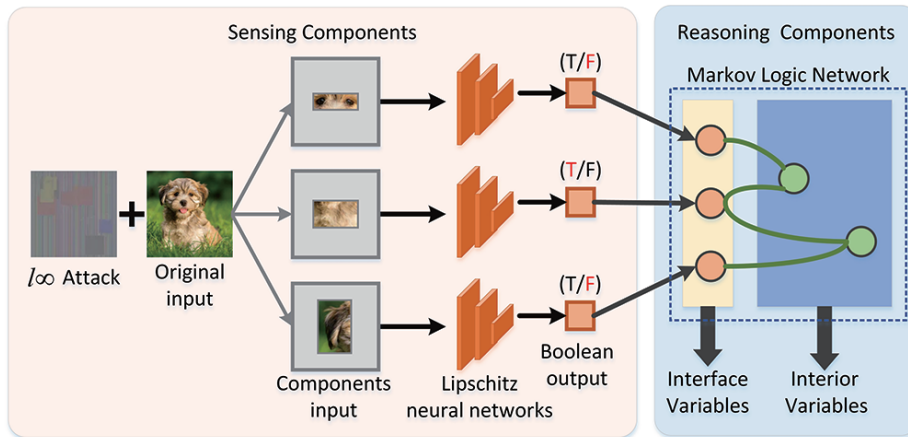 Sensing Components
Reasoning Components
Markov Logic Network
(T/F)
(T/F)
(T/F)
l∞ Attack
Original
input
Components
input
Lipschitz
neural networks
Boolean
output
Interface
Variables
Interior
Variables